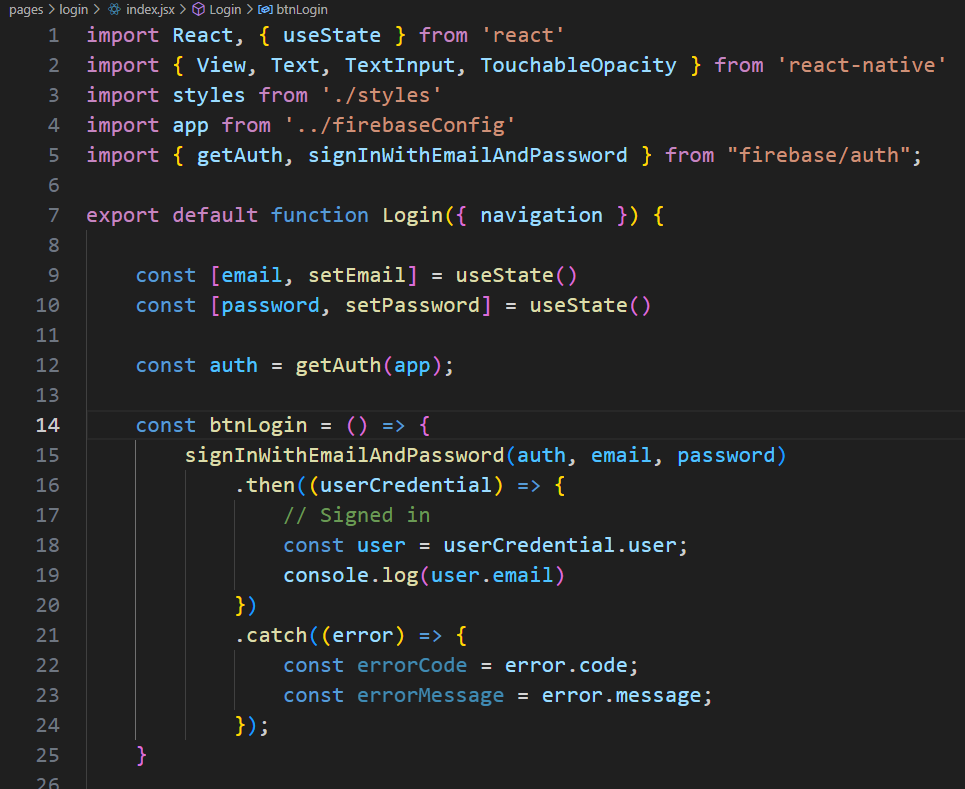 pages > login > index.jsx > Login > btnLogin
1 import React, { useState } from 'react'
2 import { View, Text, TextInput, TouchableOpacity } from 'react-native'
3 import styles from './styles'
4 import app from '../firebaseConfig'
5 import { getAuth, signInWithEmailAndPassword } from "firebase/auth";
6
7 export default function Login({ navigation }) {
8
9     const [email, setEmail] = useState()
10     const [password, setPassword] = useState()
11
12     const auth = getAuth(app);
13
14     const btnLogin = () => {
15         signInWithEmailAndPassword(auth, email, password)
16             .then((userCredential) => {
17                 // Signed in
18                 const user = userCredential.user;
19                 console.log(user.email)
20             })
21             .catch((error) => {
22                 const errorCode = error.code;
23                 const errorMessage = error.message;
24             });
25     }
26